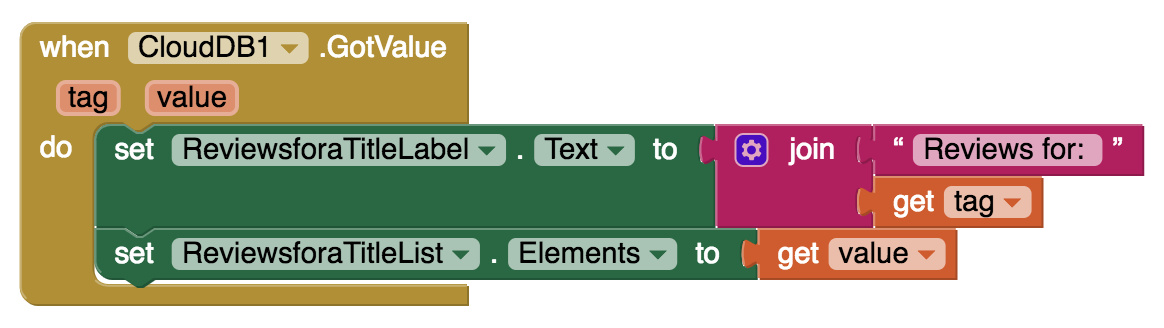 when CloudDB1 .GotValue
tag value
do set ReviewsforaTitleLabel . Text to join “ Reviews for: ”
get tag
set ReviewsforaTitleList . Elements to get value